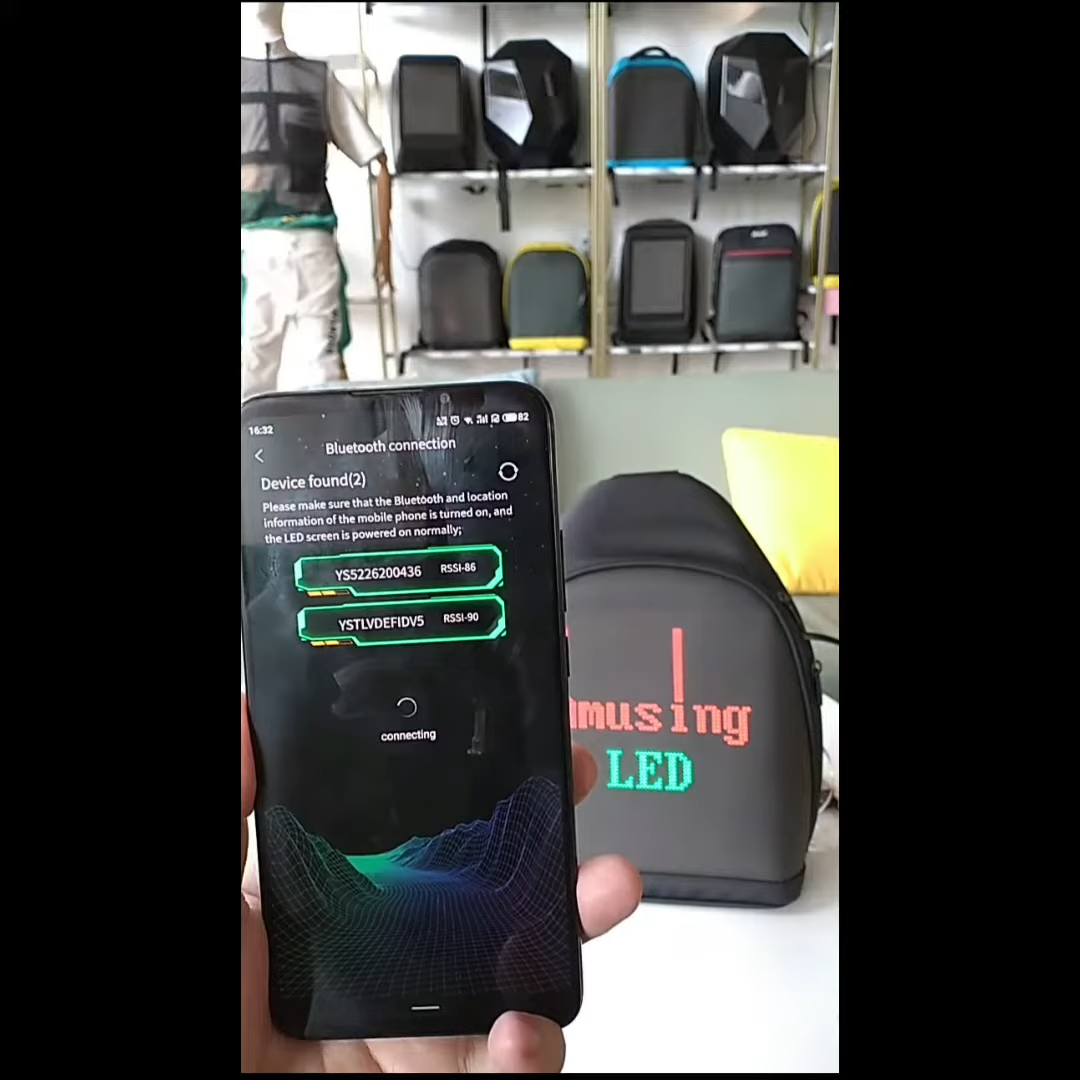 16:32
82
Bluetooth connection
Device found(2)
Please make sure that the Bluetooth and location
information of the mobile phone is turned on, and
the LED screen is powered on normally;
YS5226200436 RSSI-86
YSTLVDEFIDV5 RSSI-90
connecting
musing
LED